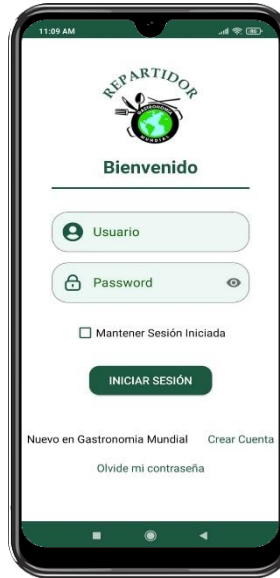 11:09 AM
REPARTIDOR
GASTRONOMIA
MUNDIAL
Bienvenido
Usuario
Password
Mantener Sesión Iniciada
INICIAR SESIÓN
Nuevo en Gastronomia Mundial Crear Cuenta
Olvide mi contraseña